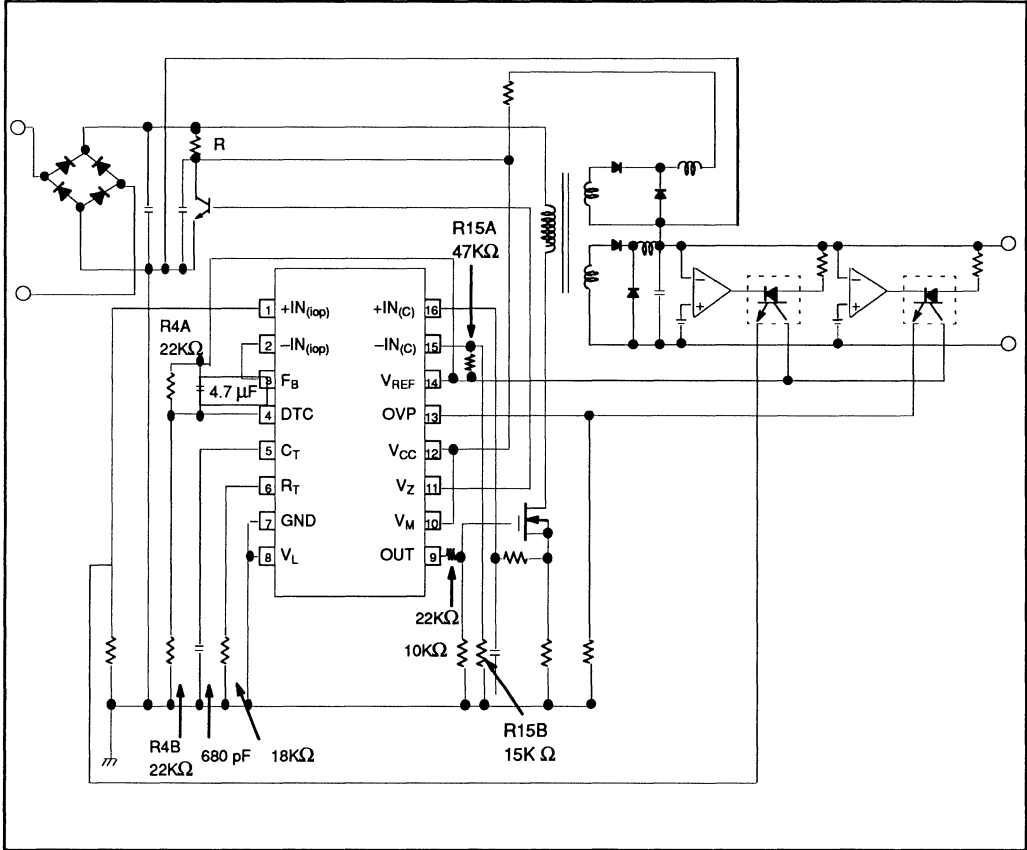 R
R15A
47KΩ
R4A
22KΩ
4.7 μF
1 +IN(iop)
2 −IN(iop)
3 FB
4 DTC
5 CT
6 RT
7 GND
8 VL
+IN(C) 16
−IN(C) 15
VREF 14
OVP 13
VCC 12
VZ 11
VM 10
OUT 9
− +
− +
22KΩ
10KΩ
R15B
15K Ω
R4B
22KΩ
680 pF
18KΩ